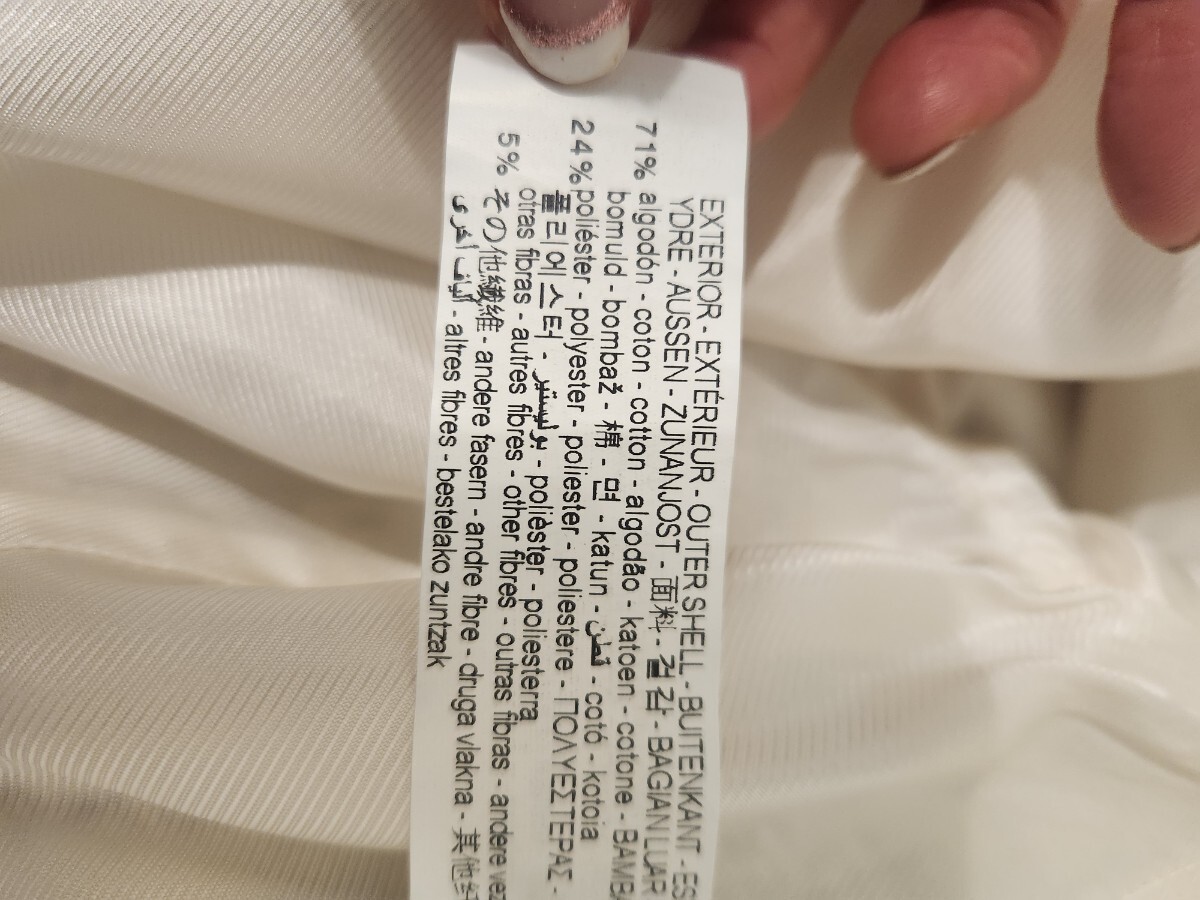 EXTERIOR - EXTÉRIEUR - OUTER SHELL - BUITENKANT - ES
YDRE - AUSSEN - ZUNANJOST - 面料 - 겉감 - BAGIAN LUAR
71% algodón - coton - cotton - algodão - katoen - cotone - BAMBA
bomuld - bombaž - 棉 - 면 - katun - قطن - cotó - kotoia
24% poliéster - polyester - poliester - poliestere - ΠΟΛΥΕΣΤΕΡΑΣ -
폴리에스터 - بوليستير - polièster - poliesterra
5% otras fibras - autres fibres - other fibres - outras fibras - andere vez
その他繊維 - andere fasern - andre fibre - druga vlakna - 其他纤
ألياف أخرى - altres fibres - bestelako zuntzak